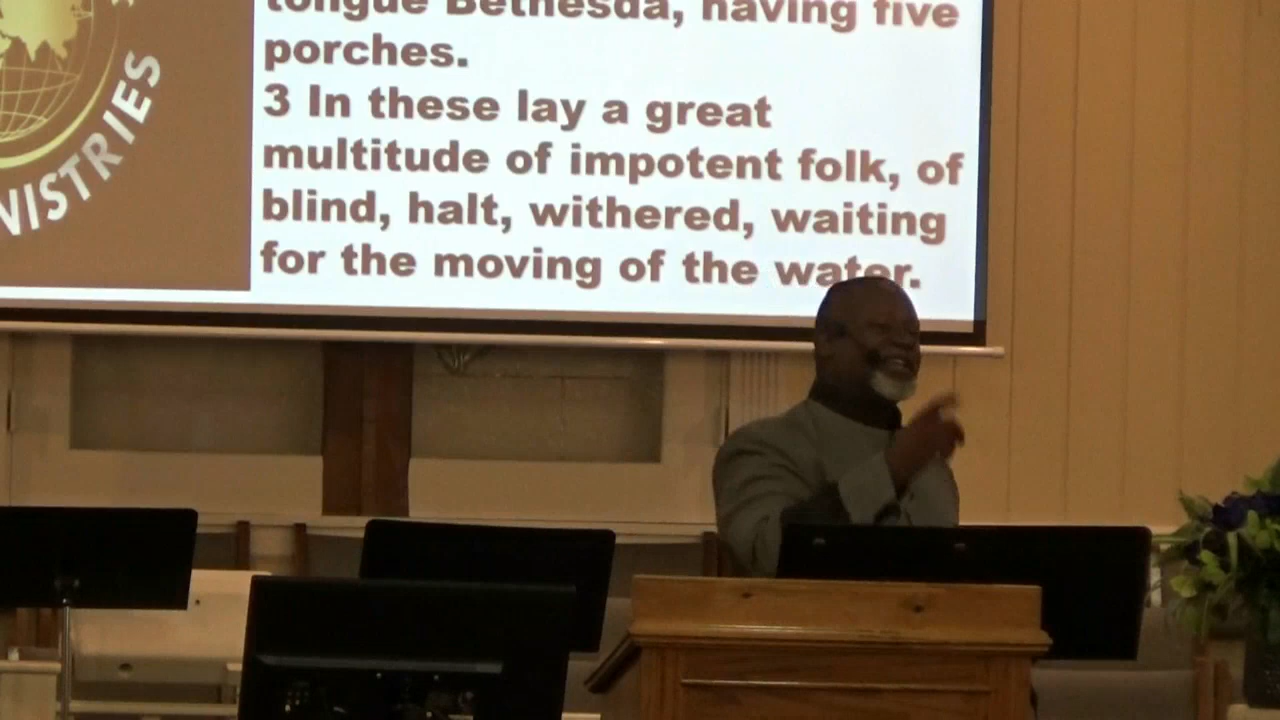 tongue Bethesda, having five
porches.
3 In these lay a great
multitude of impotent folk, of
blind, halt, withered, waiting
for the moving of the water.
NISTRIES